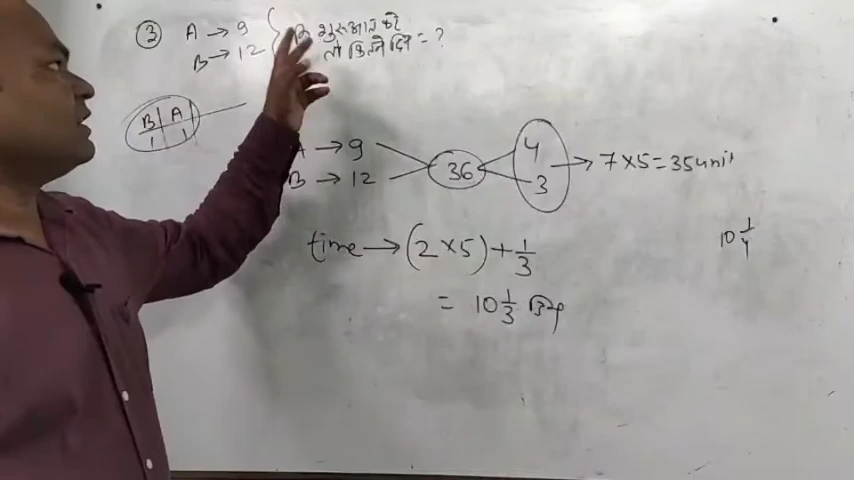 ③ A → 9
B → 12
B शुरुआत करे
तो कितने दिन = ?
B | A |
1 | 1
A → 9
B → 12
36
4
3
→ 7 × 5 = 35 unit
time → (2 × 5) + 1/3
= 10 1/3 दिन
10 1/4